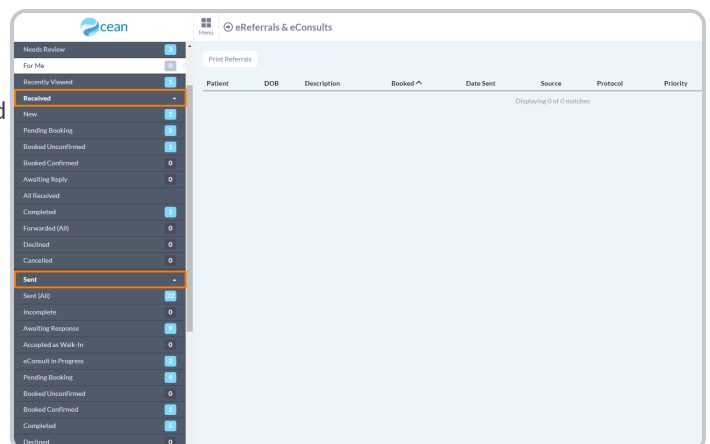 d
Ocean
Menu
eReferrals & eConsults
Needs Review 3
For Me 0
Recently Viewed 1
Received
New 1
Pending Booking 5
Booked Unconfirmed 1
Booked Confirmed 0
Awaiting Reply 0
All Received
Completed 1
Forwarded (All) 0
Declined 0
Cancelled 0
Sent
Sent (All) 22
Incomplete 0
Awaiting Response 9
Accepted as Walk-In 0
eConsult in Progress 2
Pending Booking 4
Booked Unconfirmed 0
Booked Confirmed 1
Completed 5
Declined 0
Print Referrals
Patient DOB Description Booked Date Sent Source Protocol Priority
Displaying 0 of 0 matches